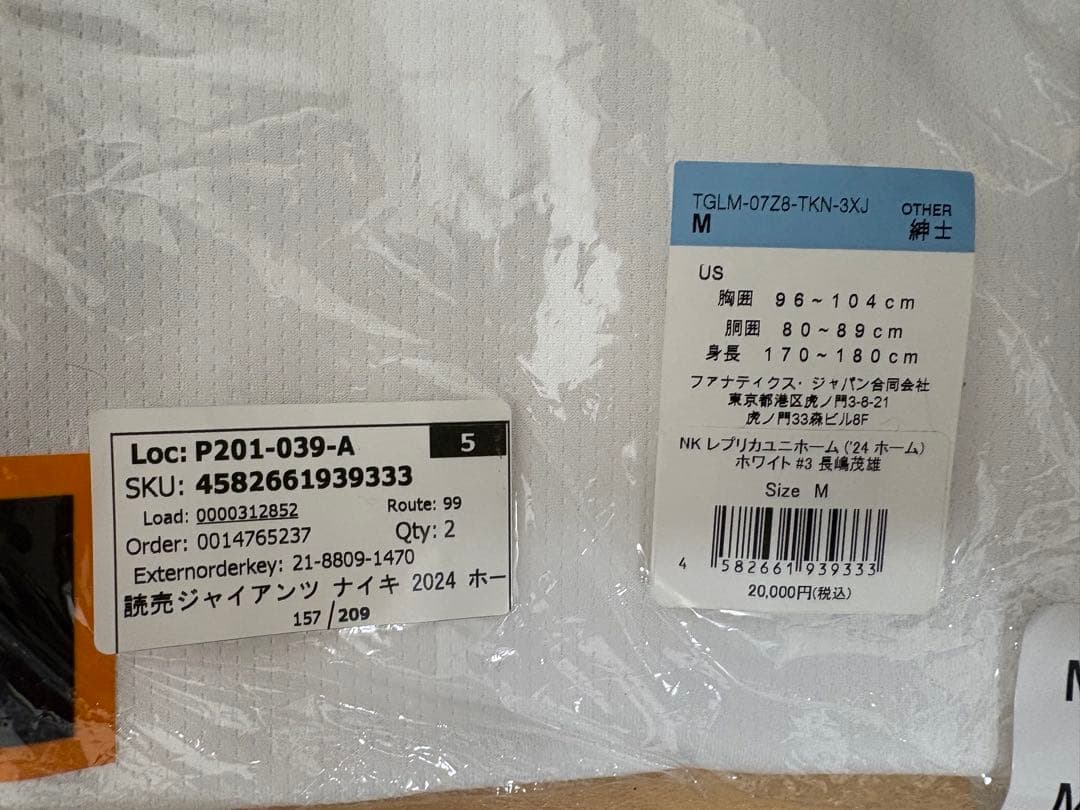 Loc: P201-039-A 5
SKU: 4582661939333
Load: 0000312852 Route: 99
Order: 0014765237 Qty: 2
Externorderkey: 21-8809-1470
読売ジャイアンツ ナイキ 2024 ホー
157 / 209
TGLM-07Z8-TKN-3XJ OTHER
M 紳士
US
胸囲 96~104cm
胴囲 80~89cm
身長 170~180cm
ファナティクス・ジャパン合同会社
東京都港区虎ノ門3-8-21
虎ノ門33森ビル8F
NK レプリカユニホーム ('24 ホーム)
ホワイト #3 長嶋茂雄
Size M
4 582661 939333
20,000円(税込)